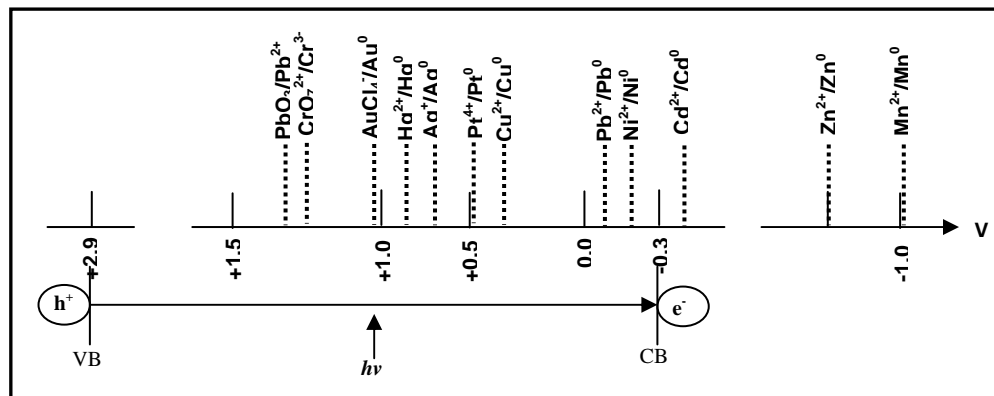 PbO2/Pb²⁺
CrO₇²⁺/Cr³⁻
AuCl₄⁻/Au⁰
Hg²⁺/Hg⁰
Ag⁺/Ag⁰
Pt⁴⁺/Pt⁰
Cu²⁺/Cu⁰
Pb²⁺/Pb⁰
Ni²⁺/Ni⁰
Cd²⁺/Cd⁰
Zn²⁺/Zn⁰
Mn²⁺/Mn⁰
+2.9
+1.5
+1.0
+0.5
0.0
-0.3
-1.0
V
h⁺
e⁻
VB
hv
CB